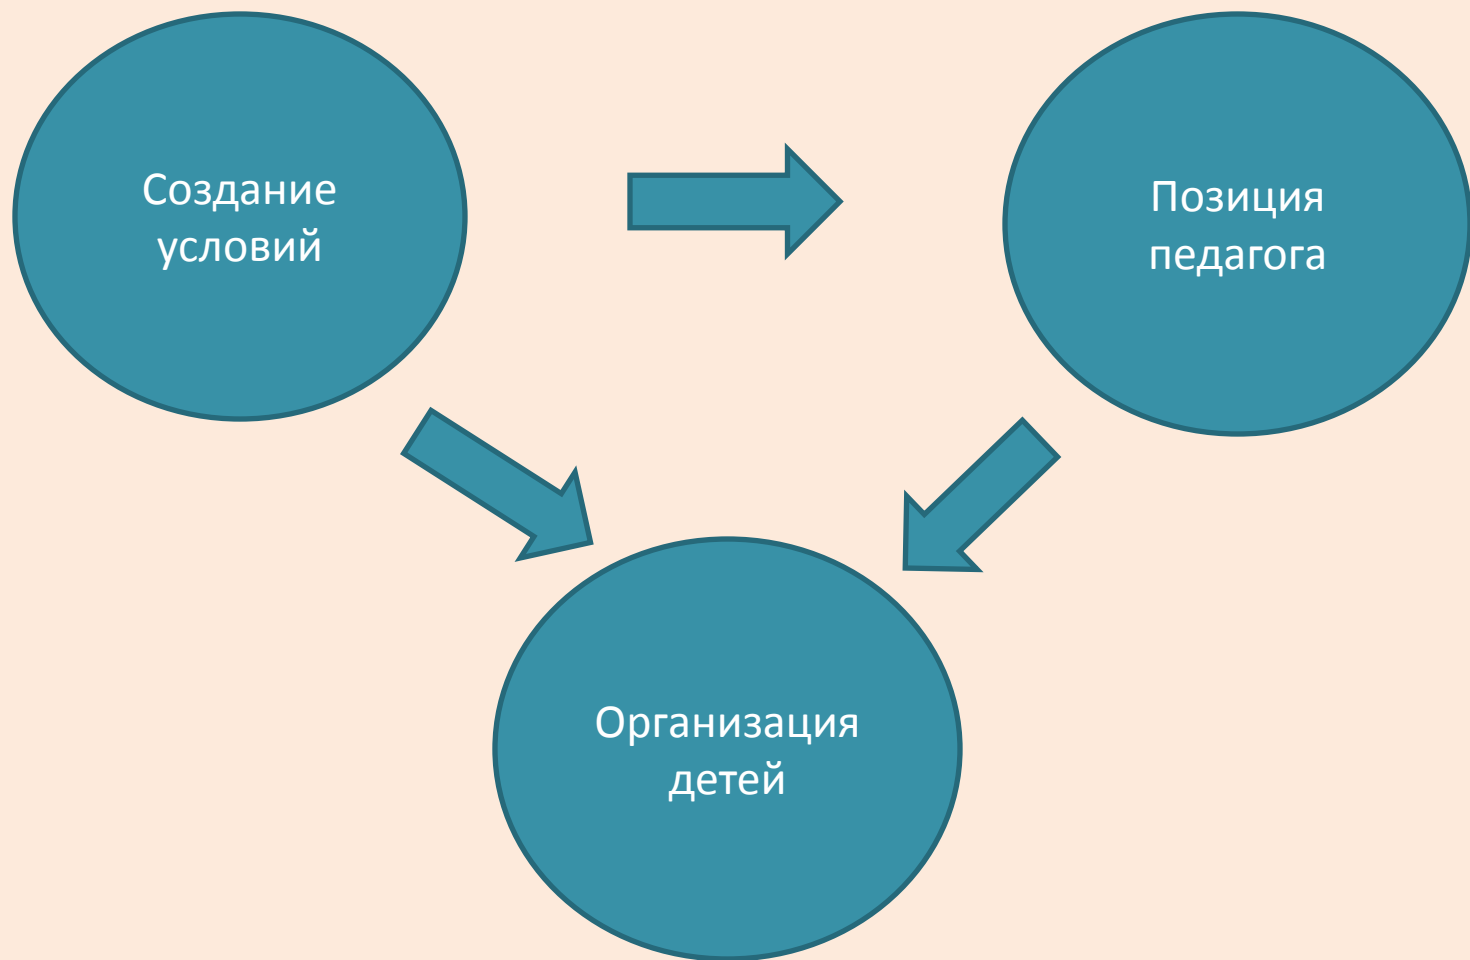 Создание
условий
Позиция
педагога
Организация
детей